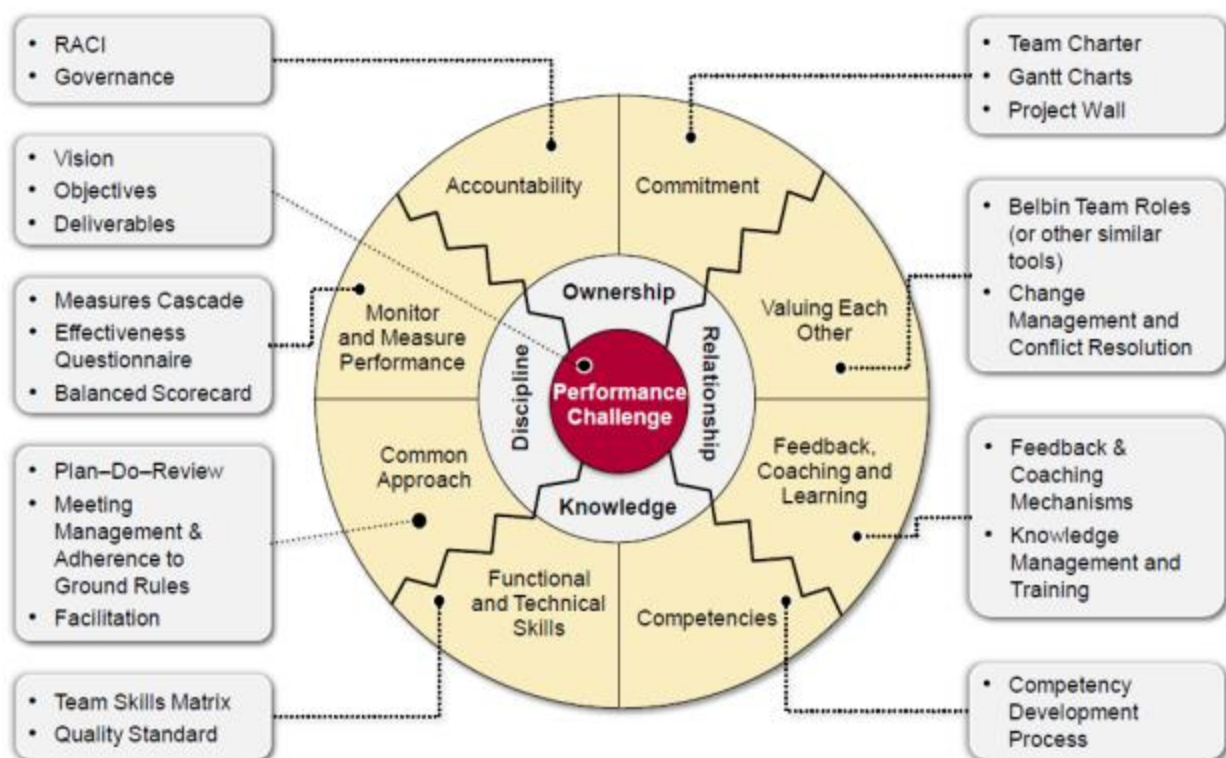 • RACI
• Governance
• Vision
• Objectives
• Deliverables
• Measures Cascade
• Effectiveness
Questionnaire
• Balanced Scorecard
• Plan–Do–Review
• Meeting
Management &
Adherence to
Ground Rules
• Facilitation
• Team Skills Matrix
• Quality Standard
Accountability
Commitment
Monitor
and Measure
Performance
Valuing Each
Other
Common
Approach
Feedback,
Coaching and
Learning
Functional
and Technical
Skills
Competencies
Ownership
Discipline
Relationship
Knowledge
Performance
Challenge
• Team Charter
• Gantt Charts
• Project Wall
• Belbin Team Roles
(or other similar
tools)
• Change
Management and
Conflict Resolution
• Feedback &
Coaching
Mechanisms
• Knowledge
Management and
Training
• Competency
Development
Process